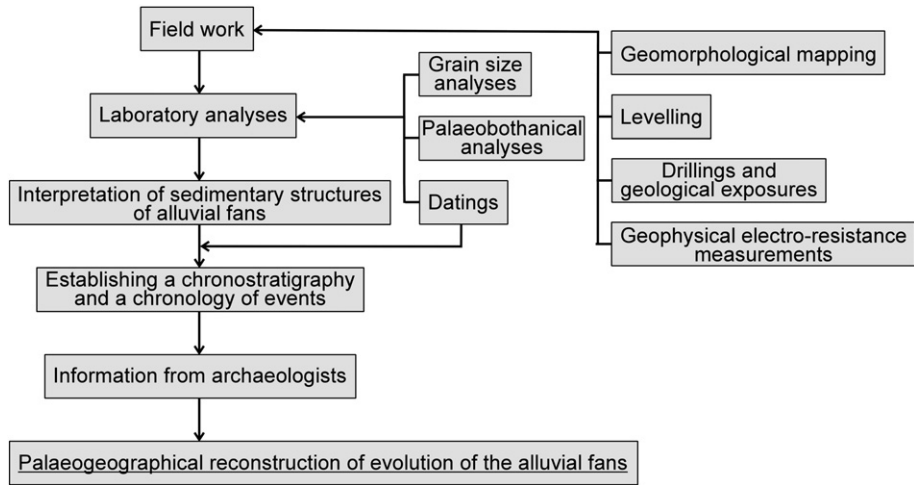 Field work
Laboratory analyses
Interpretation of sedimentary structures
of alluvial fans
Establishing a chronostratigraphy
and a chronology of events
Information from archaeologists
Palaeogeographical reconstruction of evolution of the alluvial fans
Grain size
analyses
Palaeobothanical
analyses
Datings
Geomorphological mapping
Levelling
Drillings and
geological exposures
Geophysical electro-resistance
measurements